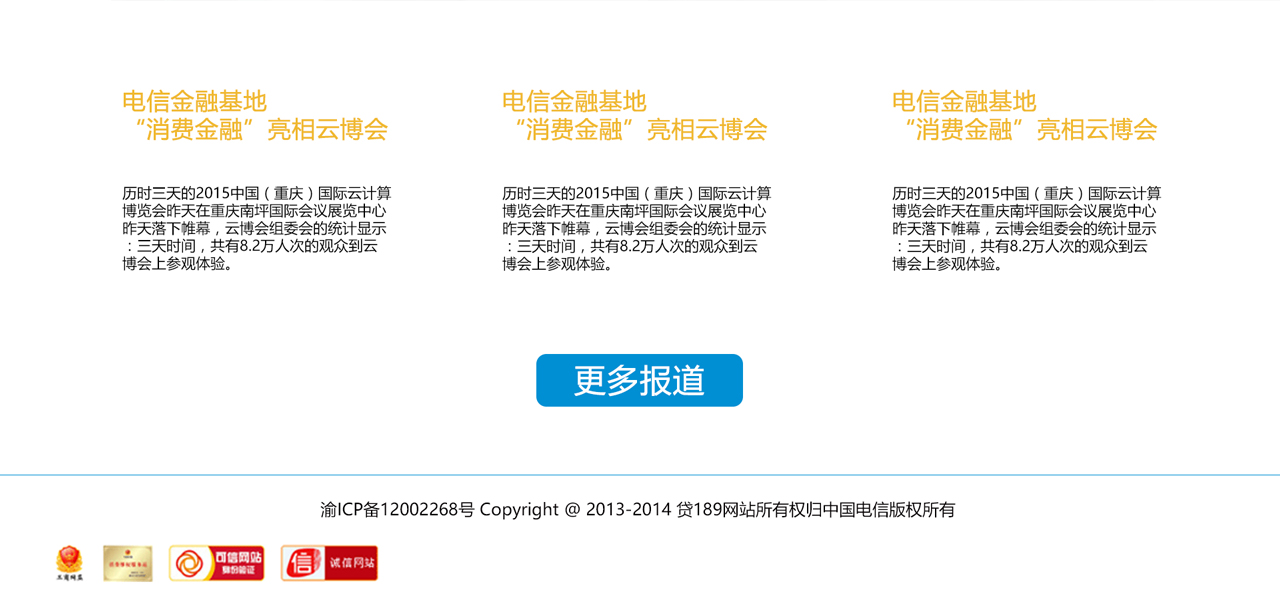 电信金融基地
“消费金融”亮相云博会
历时三天的2015中国（重庆）国际云计算
博览会昨天在重庆南坪国际会议展览中心
昨天落下帷幕，云博会组委会的统计显示
：三天时间，共有8.2万人次的观众到云
博会上参观体验。
电信金融基地
“消费金融”亮相云博会
历时三天的2015中国（重庆）国际云计算
博览会昨天在重庆南坪国际会议展览中心
昨天落下帷幕，云博会组委会的统计显示
：三天时间，共有8.2万人次的观众到云
博会上参观体验。
电信金融基地
“消费金融”亮相云博会
历时三天的2015中国（重庆）国际云计算
博览会昨天在重庆南坪国际会议展览中心
昨天落下帷幕，云博会组委会的统计显示
：三天时间，共有8.2万人次的观众到云
博会上参观体验。
更多报道
渝ICP备12002268号 Copyright @ 2013-2014 贷189网站所有权归中国电信版权所有
可信网站
身份验证
信
诚信网站